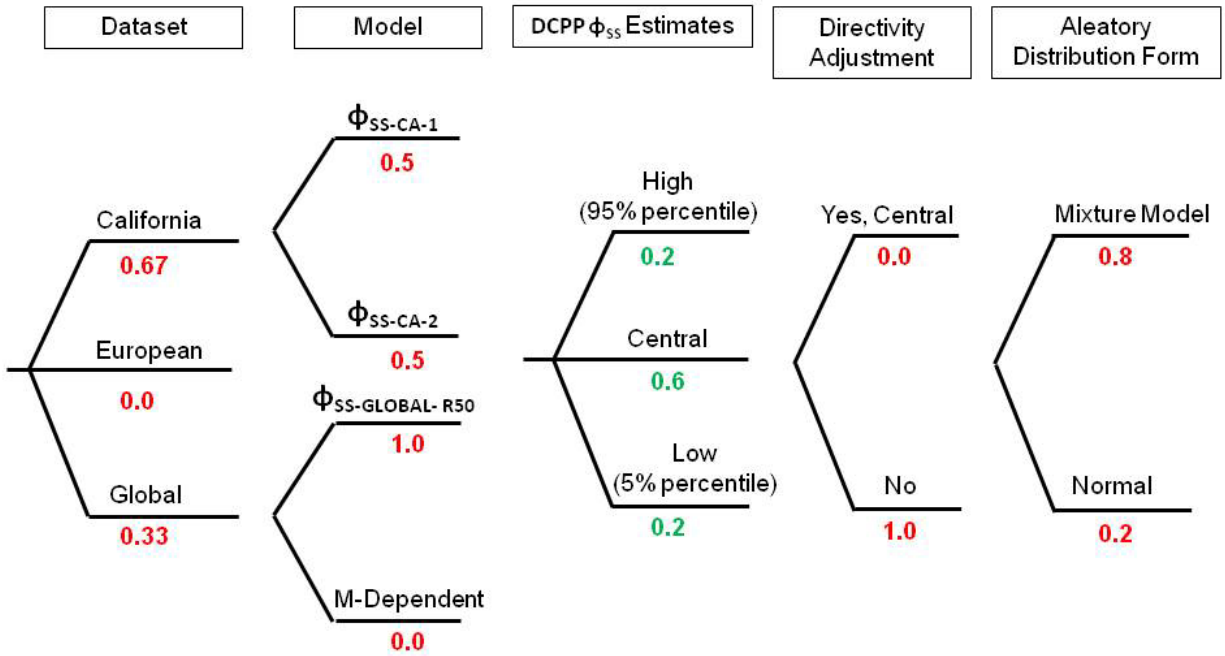 Dataset
Model
DCPP ϕSS Estimates
Directivity
Adjustment
Aleatory
Distribution Form
California
0.67
European
0.0
Global
0.33
ϕSS-CA-1
0.5
ϕSS-CA-2
0.5
ϕSS-GLOBAL- R50
1.0
M-Dependent
0.0
High
(95% percentile)
0.2
Central
0.6
Low
(5% percentile)
0.2
Yes, Central
0.0
No
1.0
Mixture Model
0.8
Normal
0.2